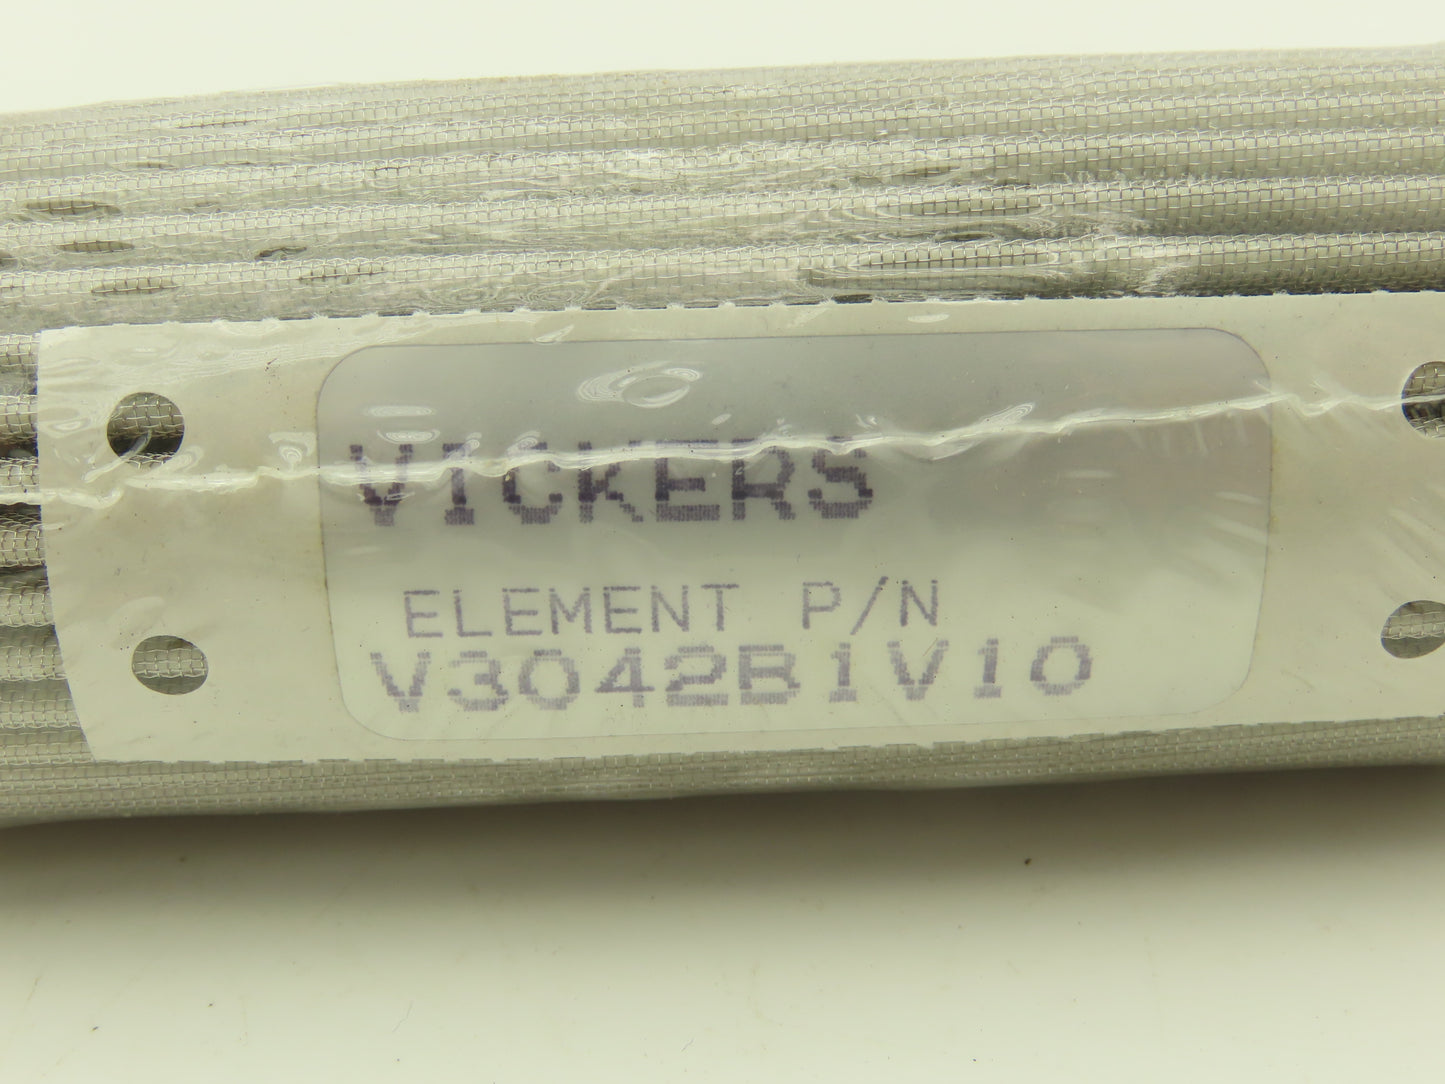 VICKERS
ELEMENT P/N
V3042B1V10